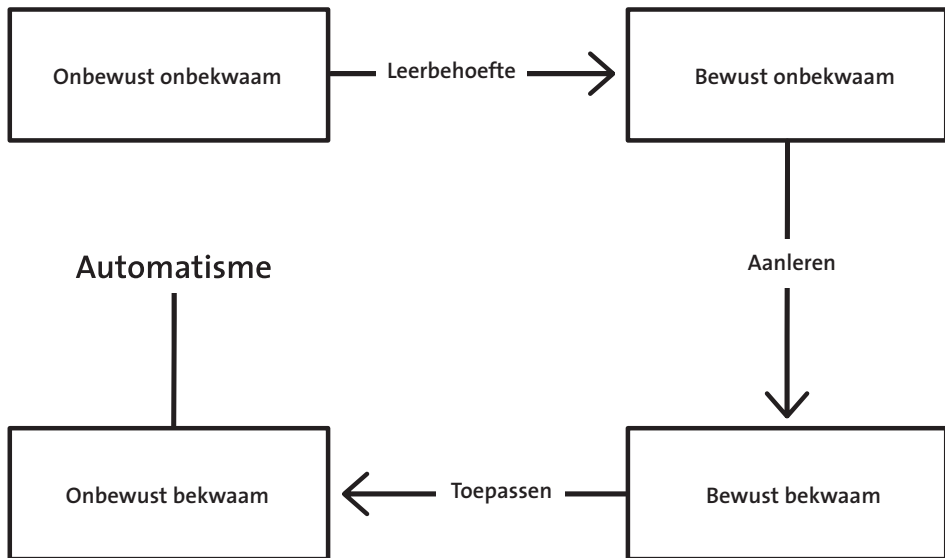 Onbewust onbekwaam
Leerbehoefte
Bewust onbekwaam
Automatisme
Aanleren
Onbewust bekwaam
Toepassen
Bewust bekwaam